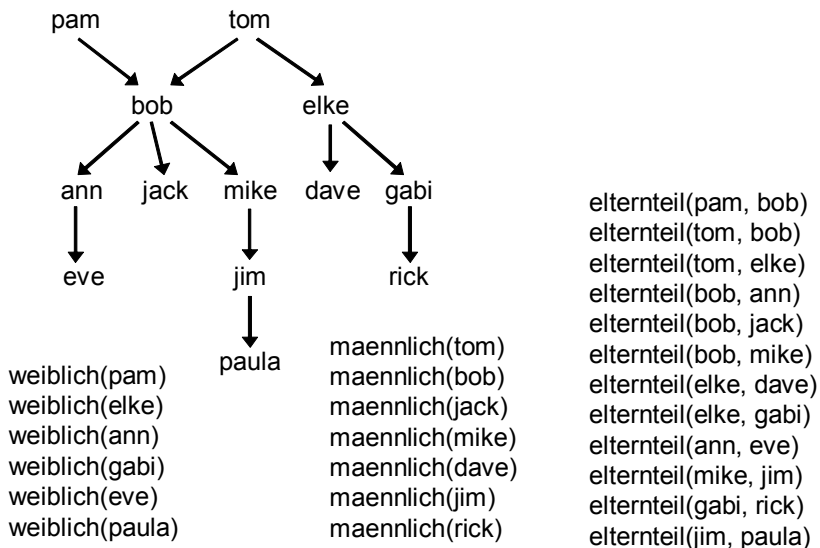 pam tom
bob elke
ann jack mike dave gabi
eve jim rick
paula
weiblich(pam)
weiblich(elke)
weiblich(ann)
weiblich(gabi)
weiblich(eve)
weiblich(paula)
maennlich(tom)
maennlich(bob)
maennlich(jack)
maennlich(mike)
maennlich(dave)
maennlich(jim)
maennlich(rick)
elternteil(pam, bob)
elternteil(tom, bob)
elternteil(tom, elke)
elternteil(bob, ann)
elternteil(bob, jack)
elternteil(bob, mike)
elternteil(elke, dave)
elternteil(elke, gabi)
elternteil(ann, eve)
elternteil(mike, jim)
elternteil(gabi, rick)
elternteil(jim, paula)